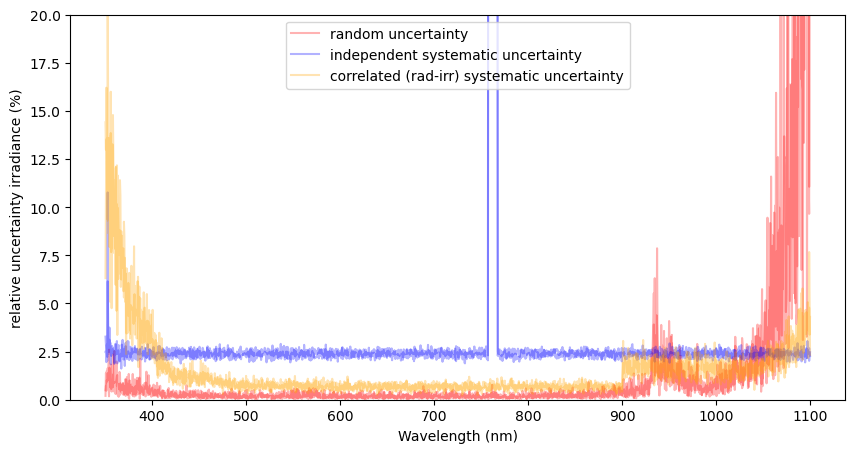 random uncertainty
independent systematic uncertainty
correlated (rad-irr) systematic uncertainty
relative uncertainty irradiance (%)
20.0
17.5
15.0
12.5
10.0
7.5
5.0
2.5
0.0
400 500 600 700 800 900 1000 1100
Wavelength (nm)